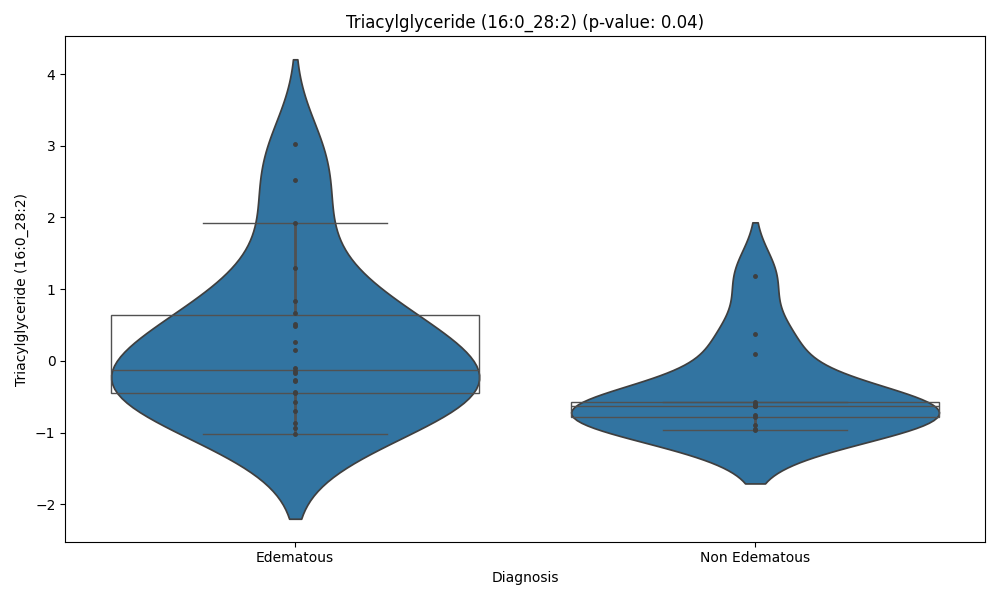 Triacylglyceride (16:0_28:2) (p-value: 0.04)
Triacylglyceride (16:0_28:2)
4
3
2
1
0
−1
−2
Edematous
Non Edematous
Diagnosis